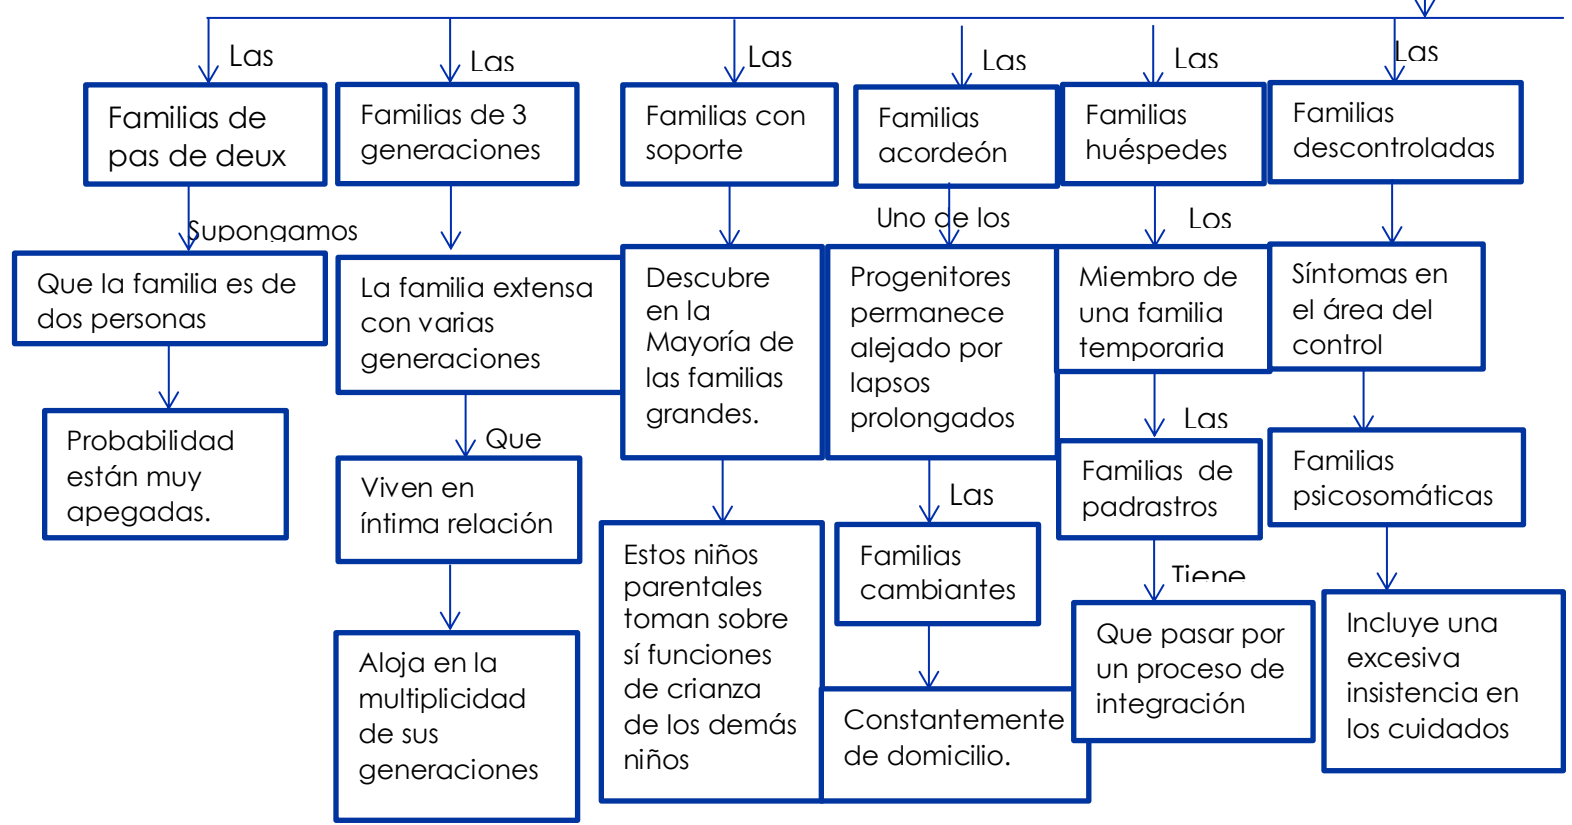 Las
Familias de
pas de deux
Supongamos
Que la familia es de
dos personas
Probabilidad
están muy
apegadas.
Las
Familias de 3
generaciones
La familia extensa
con varias
generaciones
Que
Viven en
íntima relación
Aloja en la
multiplicidad
de sus
generaciones
Las
Familias con
soporte
Descubre
en la
Mayoría de
las familias
grandes.
Estos niños
parentales
toman sobre
sí funciones
de crianza
de los demás
niños
Las
Familias
acordeón
Uno de los
Progenitores
permanece
alejado por
lapsos
prolongados
Las
Familias
cambiantes
Constantemente
de domicilio.
Las
Familias
huéspedes
Los
Miembro de
una familia
temporaria
Las
Familias de
padrastros
Tiene
Que pasar por
un proceso de
integración
Las
Familias
descontroladas
Síntomas en
el área del
control
Familias
psicosomáticas
Incluye una
excesiva
insistencia en
los cuidados